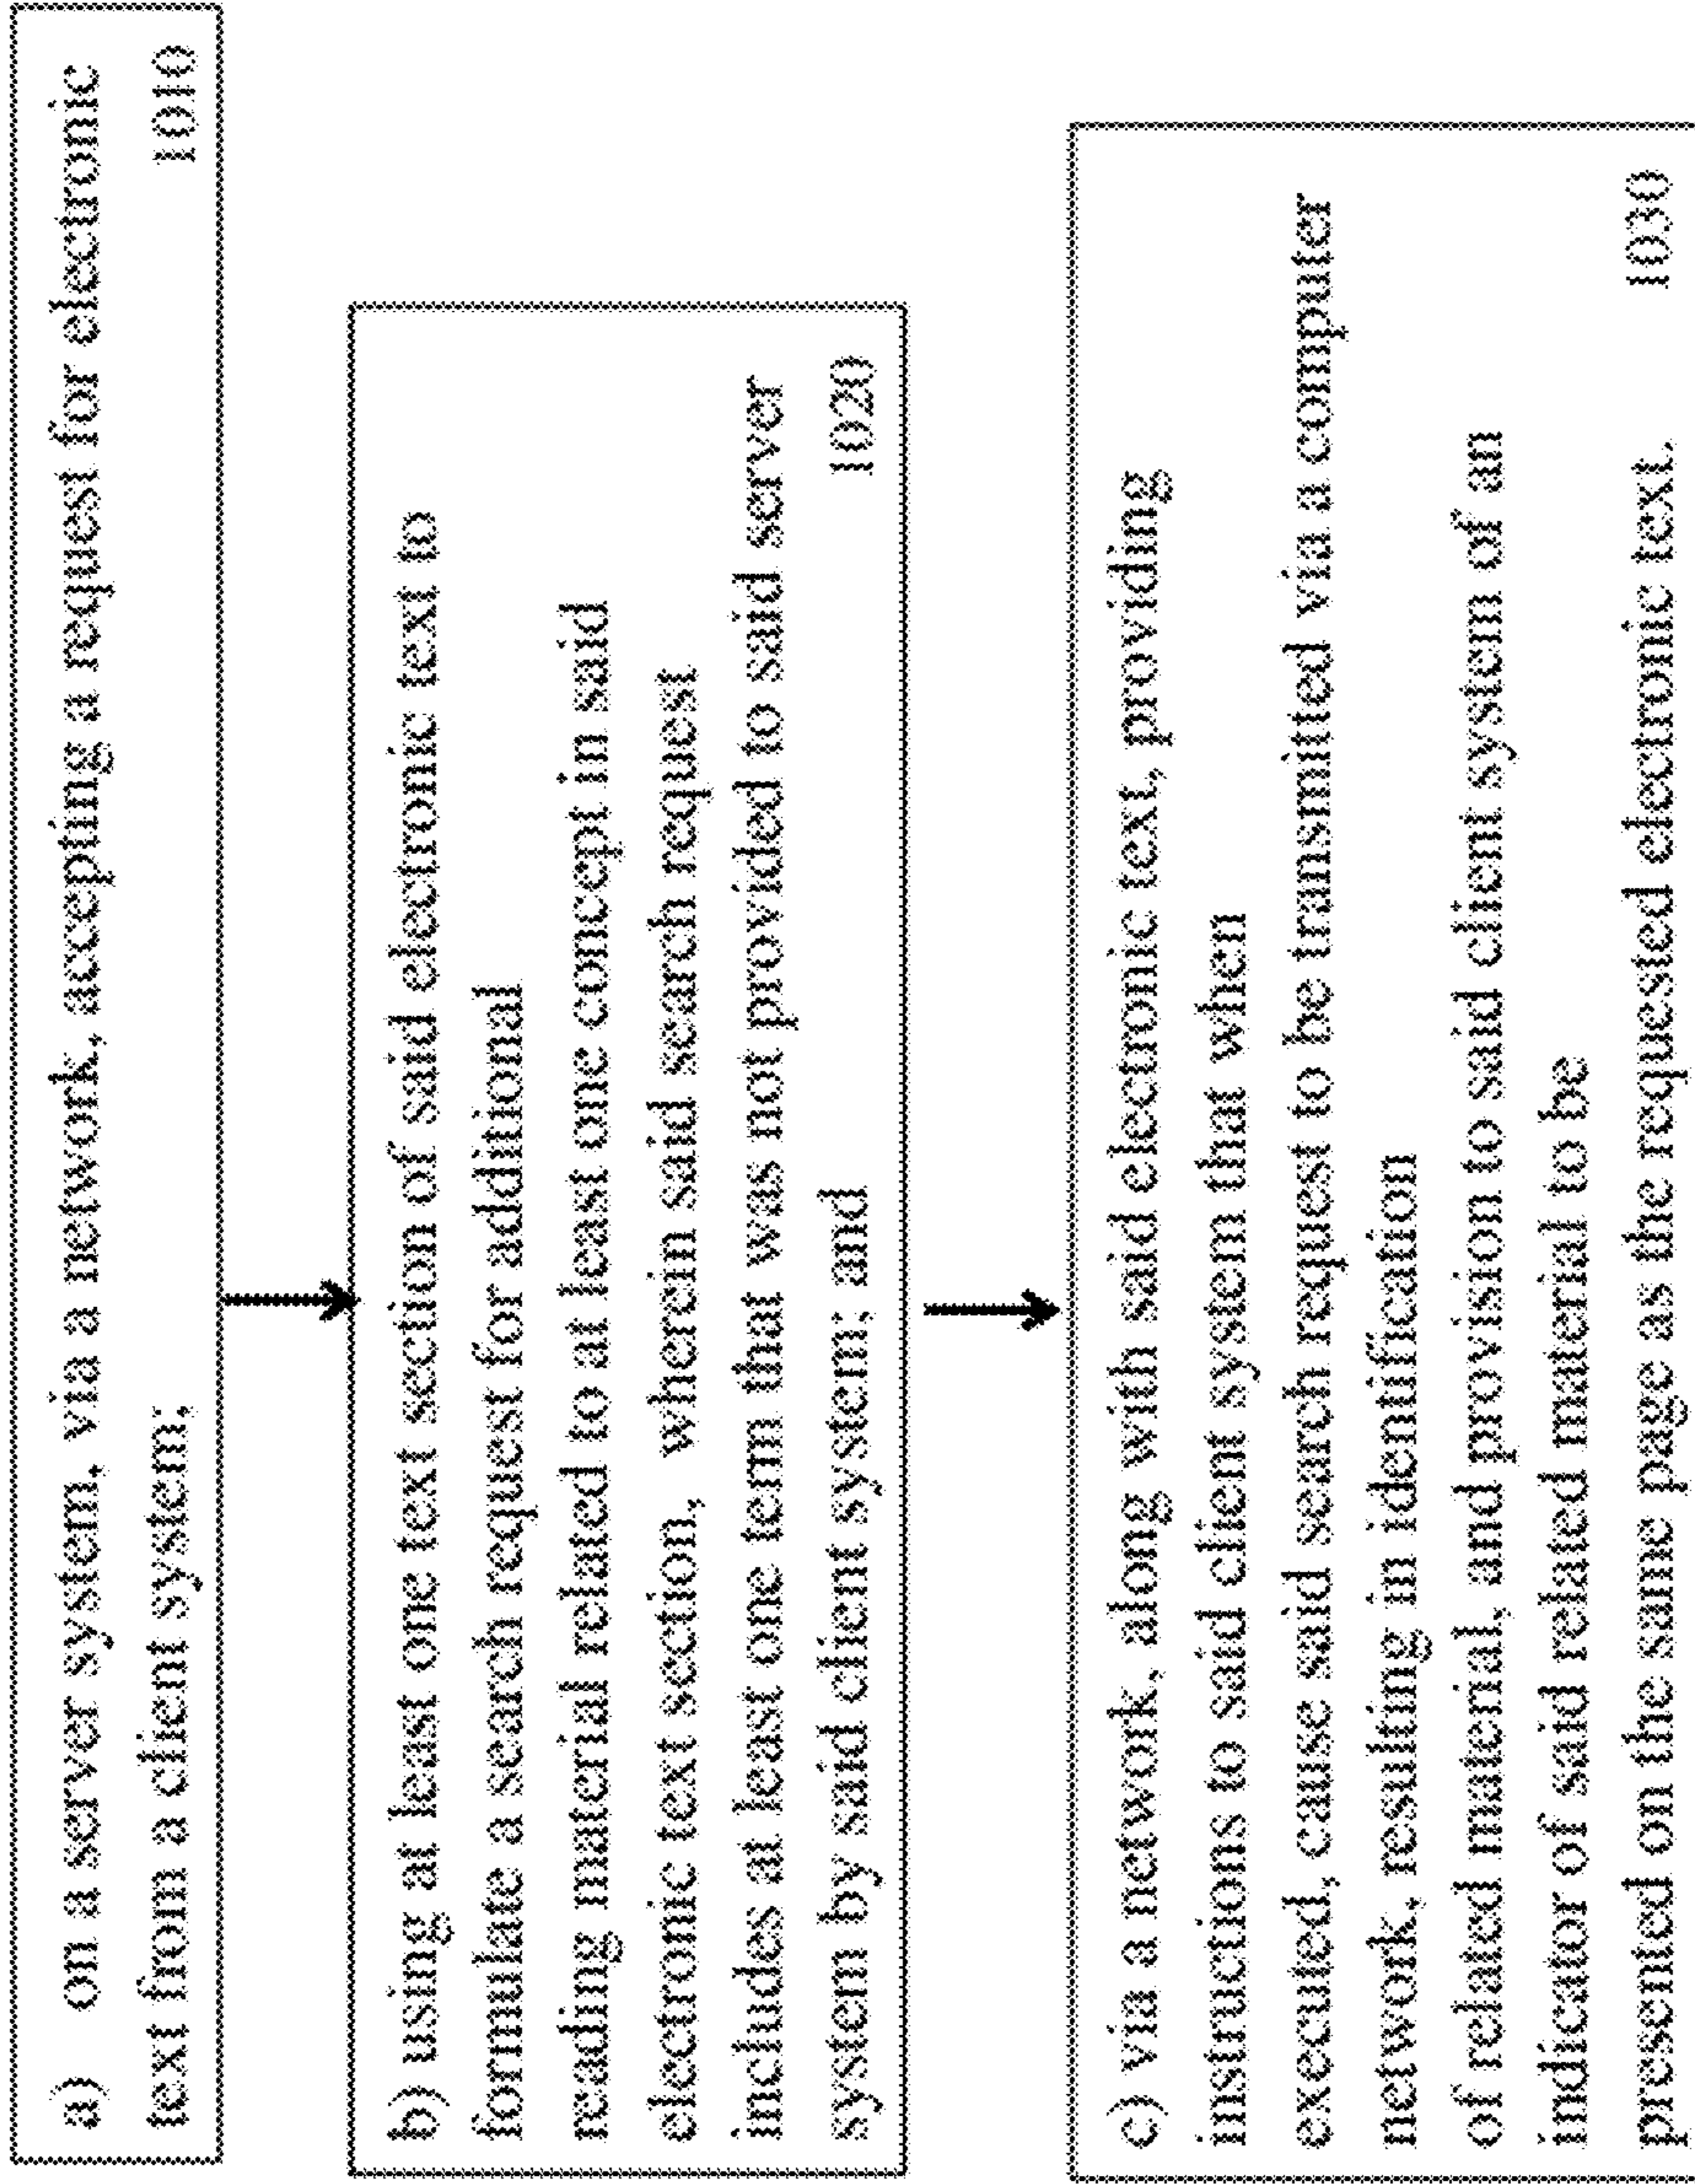 a) on a server system, via a network, accepting a request for electronic
text from a client system;
1010
b) using at least one text section of said electronic text to
formulate a search request for additional
reading material related to at least one concept in said
electronic text section, wherein said search request
includes at least one term that was not provided to said server
system by said client system; and
1020
c) via a network, along with said electronic text, providing
instructions to said client system that when
executed, cause said search request to be transmitted via a computer
network, resulting in identification
of related material, and provision to said client system of an
indicator of said related material to be
presented on the same page as the requested electronic text.
1030